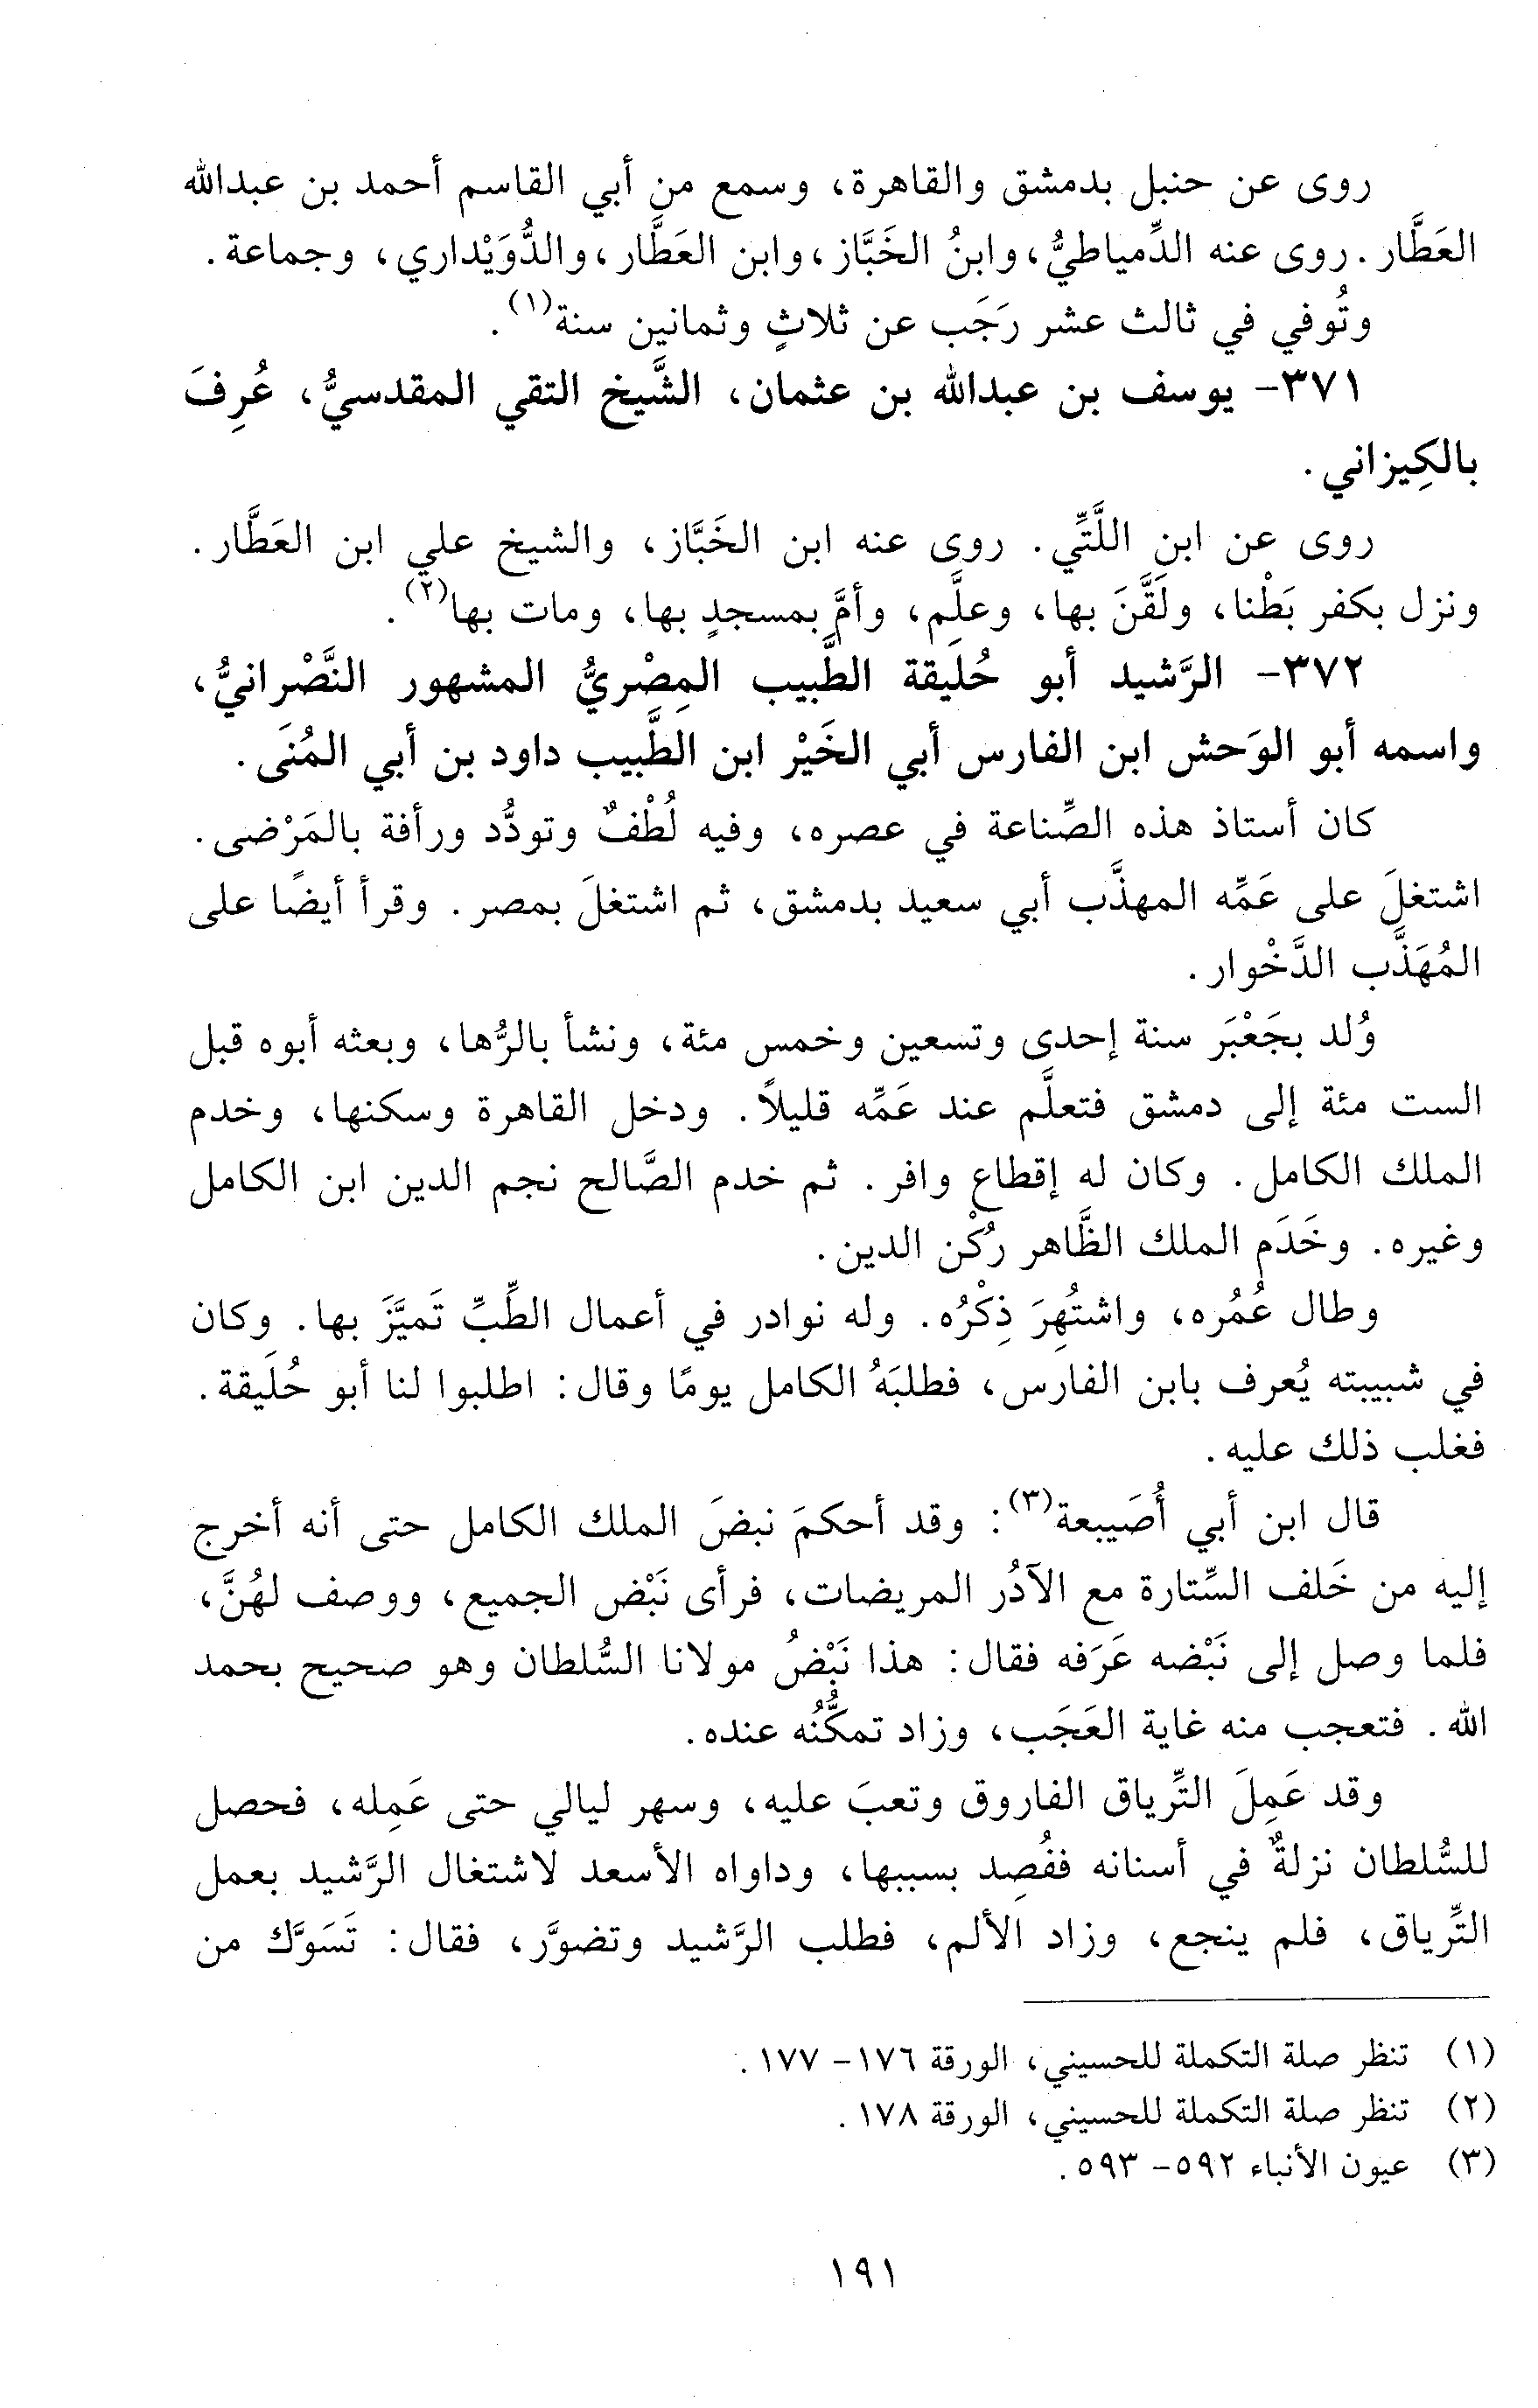 روى عن حنبل بدمشق والقاهرة، وسمع من أبي القاسم أحمد بن عبدالله
العَطَّار. روى عنه الدِّمياطيُّ، وابنُ الخَبَّاز، وابن العَطَّار، والدُّوَيْداري، وجماعة.
وتُوفي في ثالث عشر رَجَب عن ثلاثٍ وثمانين سنة(١).
٣٧١- يوسف بن عبدالله بن عثمان، الشَّيخ التقي المقدسيُّ، عُرِفَ
بالكِيزاني.
روى عن ابن اللَّتِّي. روى عنه ابن الخَبَّاز، والشيخ علي ابن العَطَّار.
ونزل بكفر بَطْنا، ولَقَّنَ بها، وعلَّم، وأمَّ بمسجدٍ بها، ومات بها(٢).
٣٧٢- الرَّشيد أبو حُلَيقة الطَّبيب المِصْريُّ المشهور النَّصْرانيُّ،
واسمه أبو الوَحش ابن الفارس أبي الخَيْر ابن الطَّبيب داود بن أبي المُنَى.
كان أستاذ هذه الصِّناعة في عصره، وفيه لُطْفٌ وتودُّد ورأفة بالمَرْضى.
اشتغلَ على عَمِّه المهذَّب أبي سعيد بدمشق، ثم اشتغلَ بمصر. وقرأ أيضًا على
المُهَذَّب الدَّخْوار.
وُلد بجَعْبَر سنة إحدى وتسعين وخمس مئة، ونشأ بالرُّها، وبعثه أبوه قبل
الست مئة إلى دمشق فتعلَّم عند عَمِّه قليلاً. ودخل القاهرة وسكنها، وخدم
الملك الكامل. وكان له إقطاع وافر. ثم خدم الصَّالح نجم الدين ابن الكامل
وغيره. وخَدَم الملك الظَّاهر رُكْن الدين.
وطال عُمُره، واشتُهِرَ ذِكْرُه. وله نوادر في أعمال الطِّبِّ تَميَّزَ بها. وكان
في شبيبته يُعرف بابن الفارس، فطلبَهُ الكامل يومًا وقال: اطلبوا لنا أبو حُلَيقة.
فغلب ذلك عليه.
قال ابن أبي أُصَيبعة(٣): وقد أحكمَ نبضَ الملك الكامل حتى أنه أخرج
إليه من خَلف السِّتارة مع الآدُر المريضات، فرأى نَبْض الجميع، ووصف لهُنَّ،
فلما وصل إلى نَبْضه عَرَفه فقال: هذا نَبْضُ مولانا السُّلطان وهو صحيح بحمد
الله. فتعجب منه غاية العَجَب، وزاد تمكُّنُه عنده.
وقد عَمِلَ التِّرياق الفاروق وتعبَ عليه، وسهر ليالي حتى عَمِله، فحصل
للسُّلطان نزلةٌ في أسنانه ففُصِد بسببها، وداواه الأسعد لاشتغال الرَّشيد بعمل
التِّرياق، فلم ينجع، وزاد الألم، فطلب الرَّشيد وتضوَّر، فقال: تَسَوَّك من
(١) تنظر صلة التكملة للحسيني، الورقة ١٧٦- ١٧٧.
(٢) تنظر صلة التكملة للحسيني، الورقة ١٧٨.
(٣) عيون الأنباء ٥٩٢- ٥٩٣.
١٩١